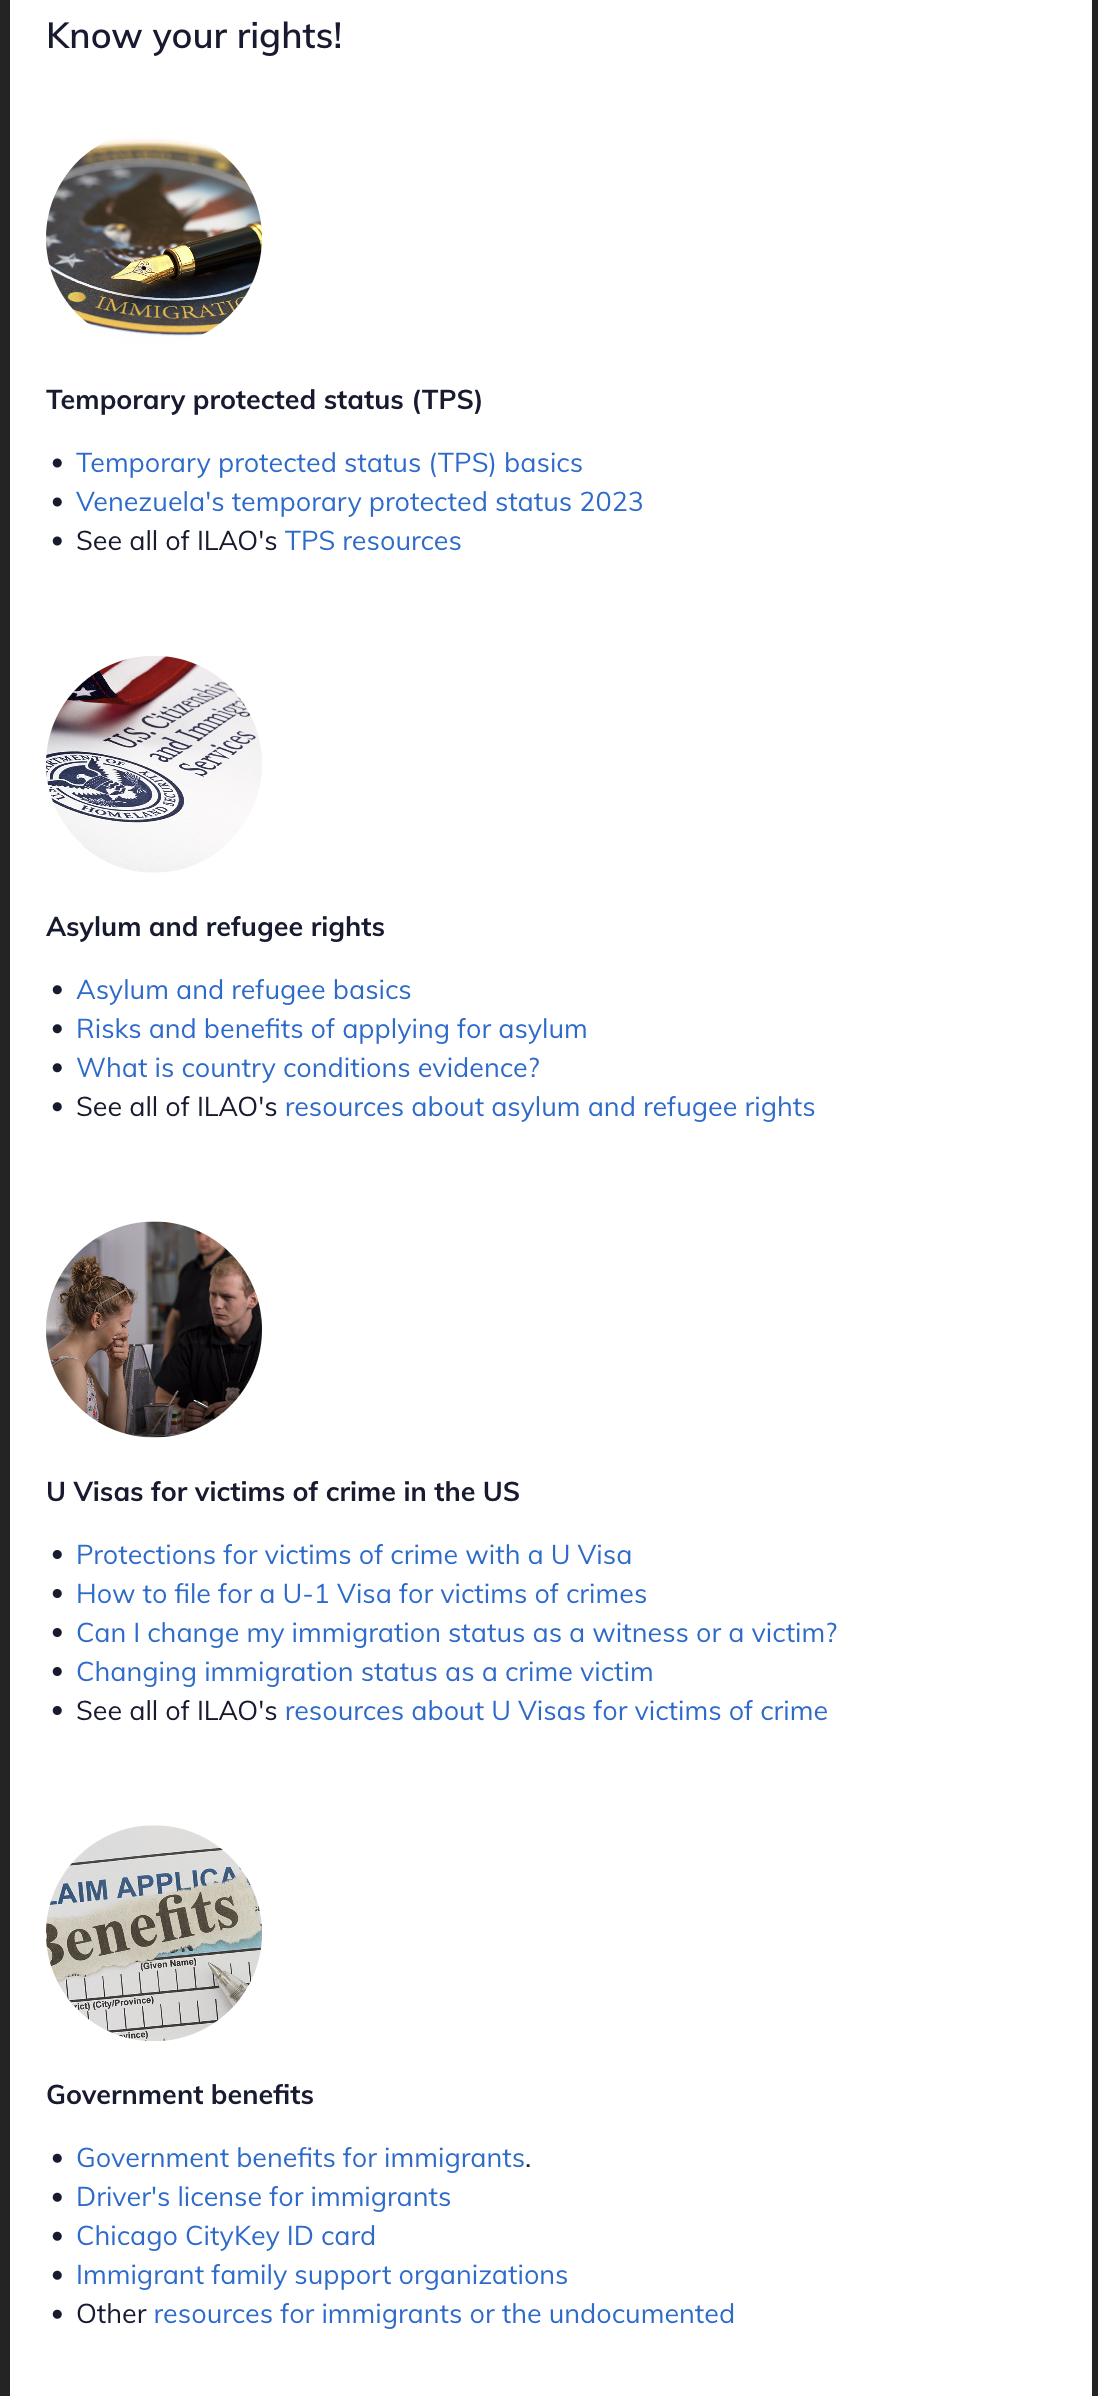 Know your rights!
IMMIGRATI
Temporary protected status (TPS)
Temporary protected status (TPS) basics
Venezuela's temporary protected status 2023
See all of ILAO's TPS resources
U.S. Citizenship
and Immigr
Services
ARTMENT OF
HOMELAND SECURITY
Asylum and refugee rights
Asylum and refugee basics
Risks and benefits of applying for asylum
What is country conditions evidence?
See all of ILAO's resources about asylum and refugee rights
U Visas for victims of crime in the US
Protections for victims of crime with a U Visa
How to file for a U-1 Visa for victims of crimes
Can I change my immigration status as a witness or a victim?
Changing immigration status as a crime victim
See all of ILAO's resources about U Visas for victims of crime
LAIM APPLICA
Benefits
(Given Name)
rict) (City/Province)
vince)
Government benefits
Government benefits for immigrants.
Driver's license for immigrants
Chicago CityKey ID card
Immigrant family support organizations
Other resources for immigrants or the undocumented